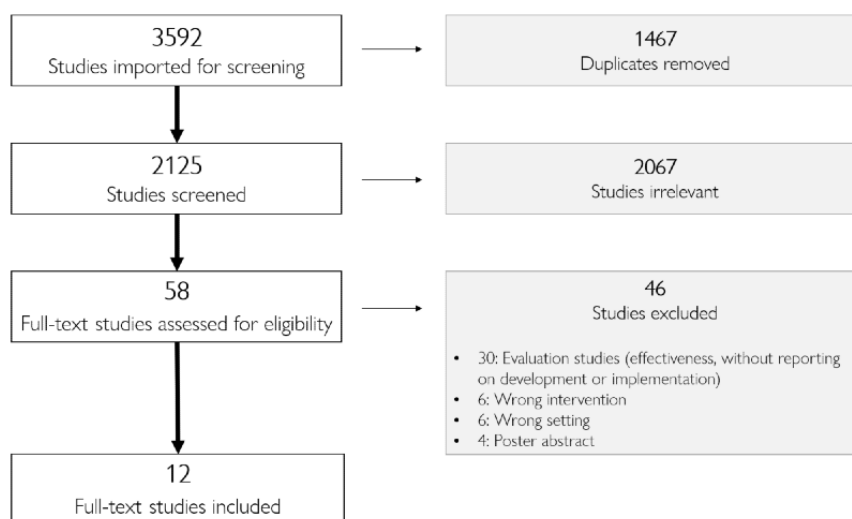 3592
Studies imported for screening
1467
Duplicates removed
2125
Studies screened
2067
Studies irrelevant
58
Full-text studies assessed for eligibility
46
Studies excluded
• 30: Evaluation studies (effectiveness, without reporting
on development or implementation)
• 6: Wrong intervention
• 6: Wrong setting
• 4: Poster abstract
12
Full-text studies included